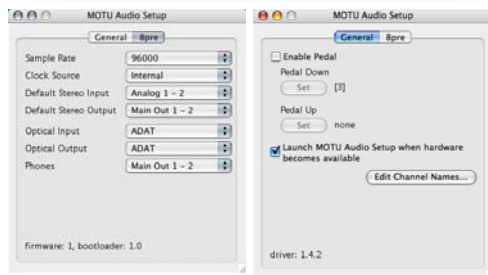 MOTU Audio Setup
General 8pre
Sample Rate 96000
Clock Source Internal
Default Stereo Input Analog 1 - 2
Default Stereo Output Main Out 1 - 2
Optical Input ADAT
Optical Output ADAT
Phones Main Out 1 - 2
firmware: 1, bootloader: 1.0
MOTU Audio Setup
General 8pre
Enable Pedal
Pedal Down
Set [3]
Pedal Up
Set none
Launch MOTU Audio Setup when hardware
becomes available
Edit Channel Names...
driver: 1.4.2